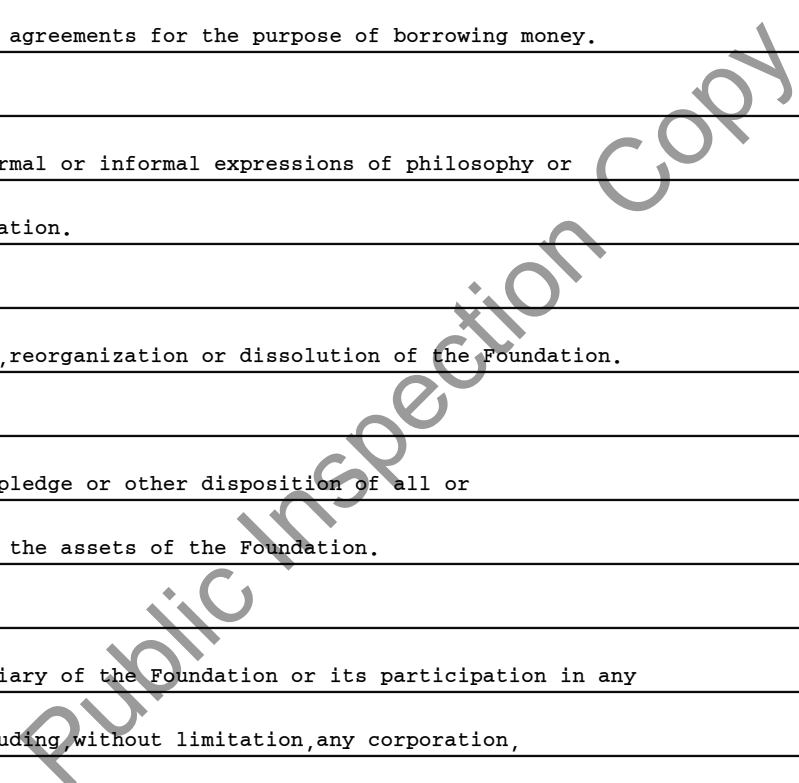 agreements for the purpose of borrowing money.
rmal or informal expressions of philosophy or
ation.
,reorganization or dissolution of the Foundation.
pledge or other disposition of all or
the assets of the Foundation.
iary of the Foundation or its participation in any
uding,without limitation,any corporation,
Public Inspection Copy